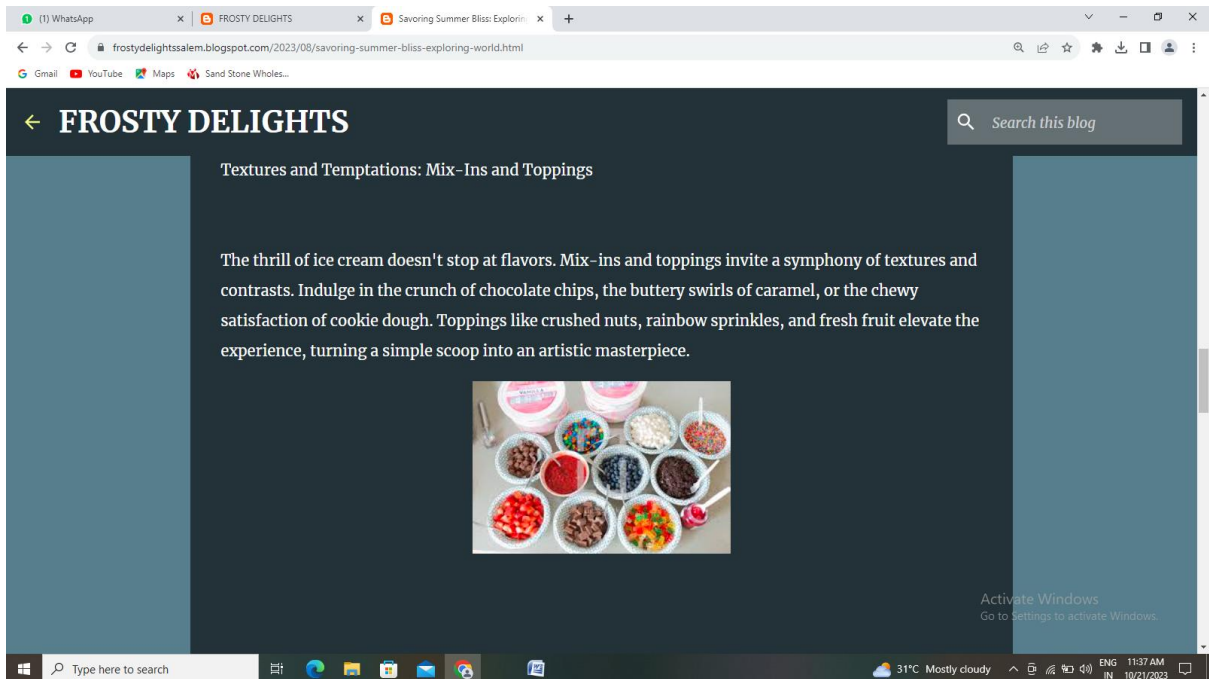 (1) WhatsApp
FROSTY DELIGHTS
Savoring Summer Bliss: Explorin
frostydelightssalem.blogspot.com/2023/08/savoring-summer-bliss-exploring-world.html
Gmail
YouTube
Maps
Sand Stone Wholes...
FROSTY DELIGHTS
Search this blog
Textures and Temptations: Mix-Ins and Toppings
The thrill of ice cream doesn't stop at flavors. Mix-ins and toppings invite a symphony of textures and
contrasts. Indulge in the crunch of chocolate chips, the buttery swirls of caramel, or the chewy
satisfaction of cookie dough. Toppings like crushed nuts, rainbow sprinkles, and fresh fruit elevate the
experience, turning a simple scoop into an artistic masterpiece.
Activate Windows
Go to Settings to activate Windows.
Type here to search
31°C Mostly cloudy
ENG
IN
11:37 AM
10/21/2023